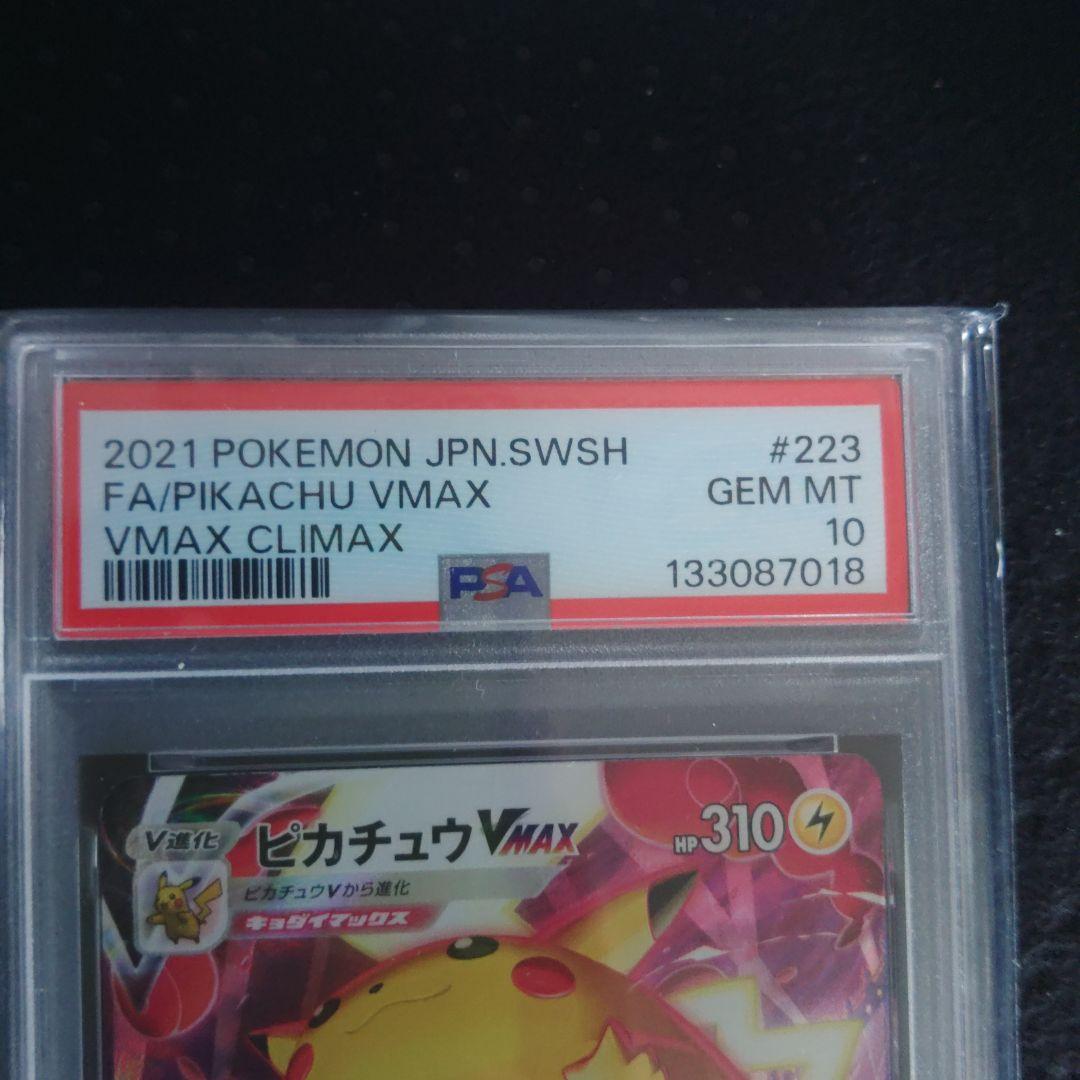 2021 POKEMON JPN.SWSH #223
FA/PIKACHU VMAX GEM MT
VMAX CLIMAX 10
PSA 133087018
V進化 ピカチュウVMAX HP310
ピカチュウVから進化
キョダイマックス